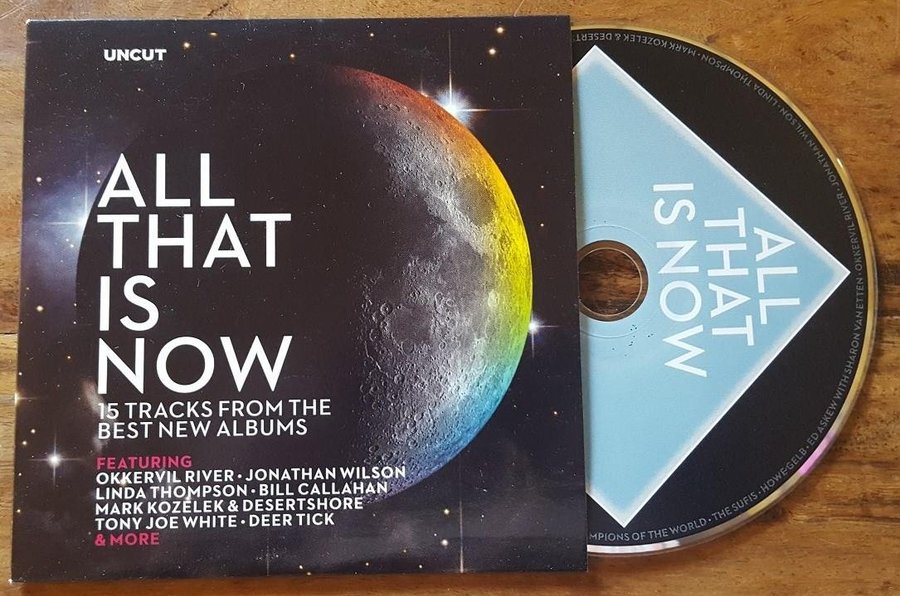 UNCUT
ALL
THAT
IS
NOW
15 TRACKS FROM THE
BEST NEW ALBUMS
FEATURING
OKKERVIL RIVER • JONATHAN WILSON
LINDA THOMPSON • BILL CALLAHAN
MARK KOZELEK & DESERTSHORE
TONY JOE WHITE • DEER TICK
& MORE
ALL
THAT
IS NOW
MARK KOZELEK & DESERT
LINDA THOMPSON • JONATHAN WILSON • OKKERVIL RIVER • ED ASKEW WITH SHARON VAN ETTEN • HOWE GELB • THE SUFIS • MPIONS OF THE WORLD